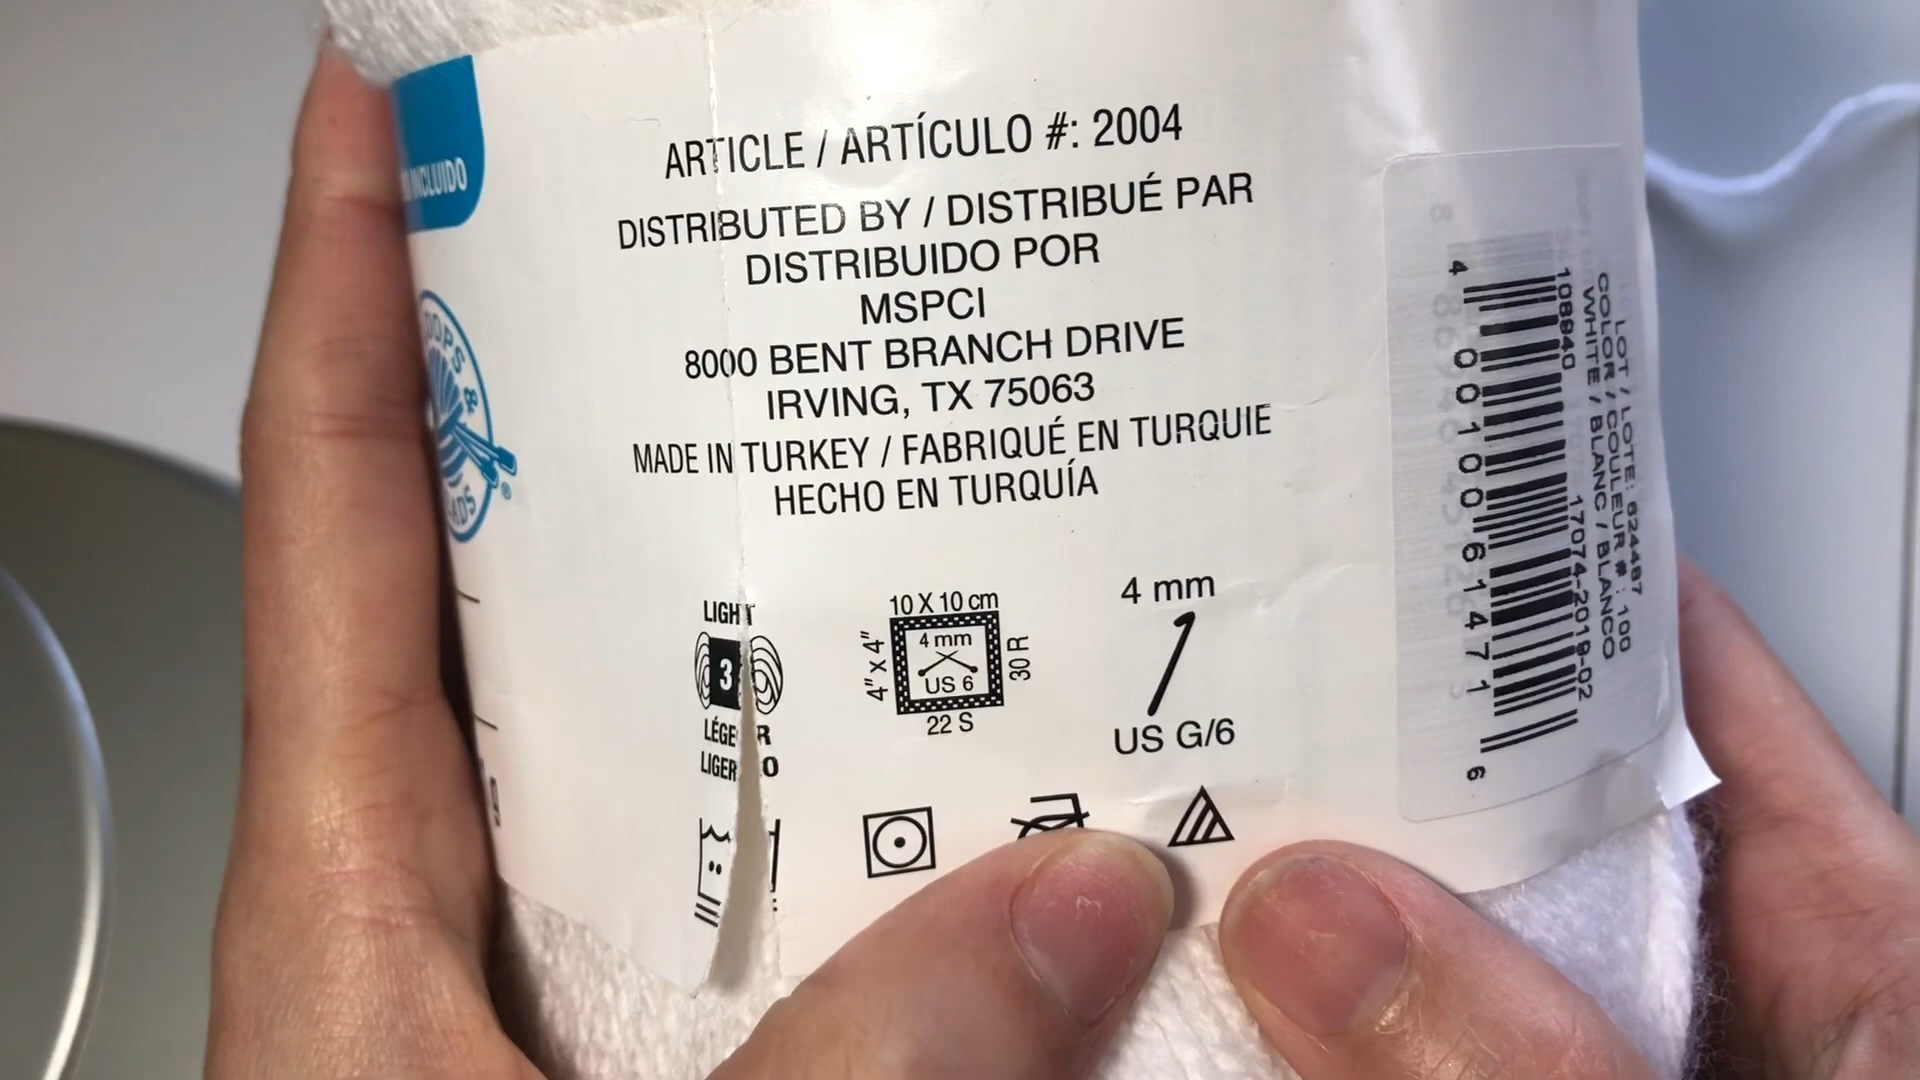 INCLUIDO
ARTICLE / ARTÍCULO #: 2004
DISTRIBUTED BY / DISTRIBUÉ PAR
DISTRIBUIDO POR
MSPCI
8000 BENT BRANCH DRIVE
IRVING, TX 75063
MADE IN TURKEY / FABRIQUÉ EN TURQUIE
HECHO EN TURQUÍA
LIGHT
3
LÉGER
LIGERO
10 X 10 cm
4" x 4"
4 mm
US 6
30 R
22 S
4 mm
US G/6
g
LOT / LOTE: 624487
COLOR / COULEUR # : 100
WHITE / BLANC / BLANCO
17074-2019-02
108940
4 00100 61471 6
&